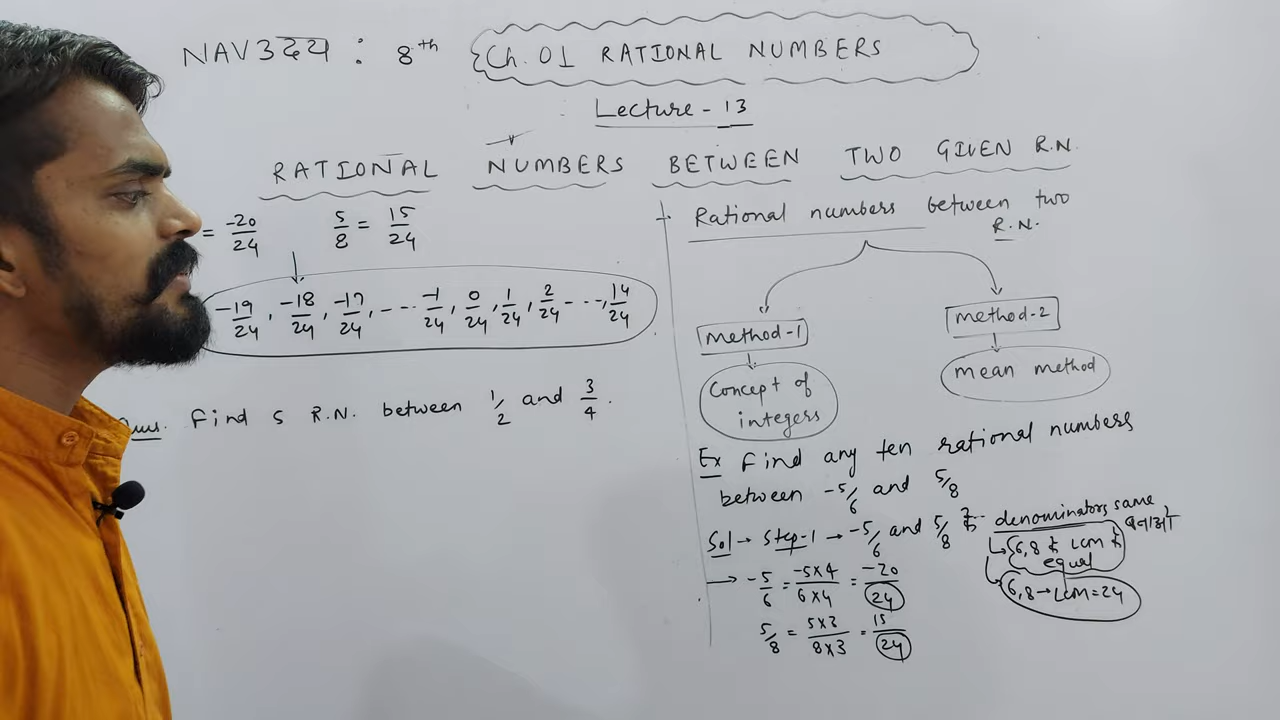 NAV3224 : 8th Ch. 01 RATIONAL NUMBERS
Lecture - 13
RATIONAL NUMBERS BETWEEN TWO GIVEN R.N.
= -20/24 5/8 = 15/24
-19/24, -18/24, -17/24, - - - -1/24, 0/24, 1/24, 2/24 - - -, 14/24
Ques. Find 5 R.N. between 1/2 and 3/4.
Rational numbers between two
R.N.
method-1
method-2
Concept of
integers
mean method
Ex Find any ten rational numbers
between -5/6 and 5/8
Sol → Step-1 → -5/6 and 5/8 denominators same
6,8 LCM
equal
6,8 → LCM = 24
→ -5/6 = -5×4/6×4 = -20/24
5/8 = 5×3/8×3 = 15/24